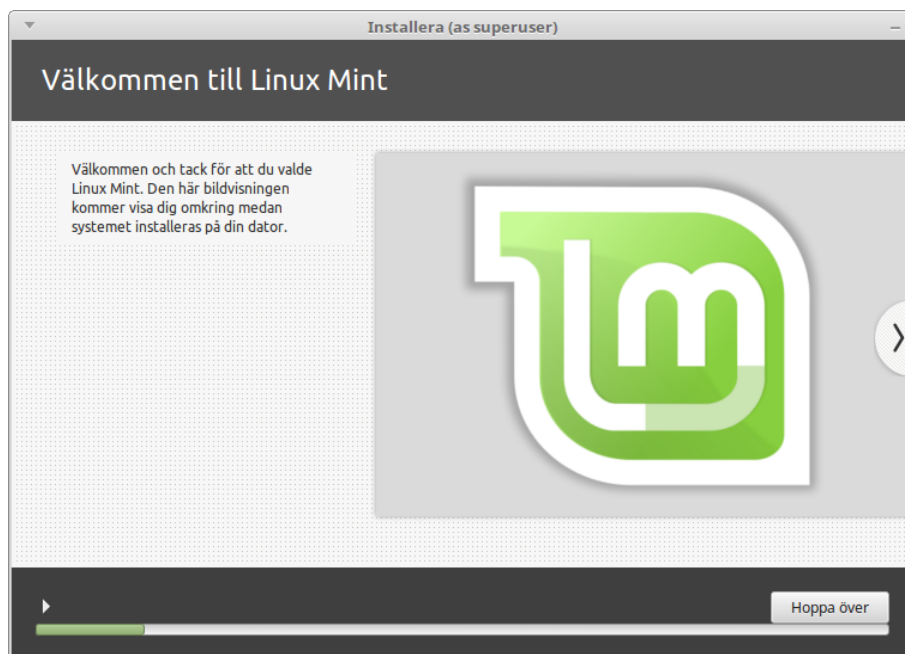 Installera (as superuser)
Välkommen till Linux Mint
Välkommen och tack för att du valde
Linux Mint. Den här bildvisningen
kommer visa dig omkring medan
systemet installeras på din dator.
lm
Hoppa över